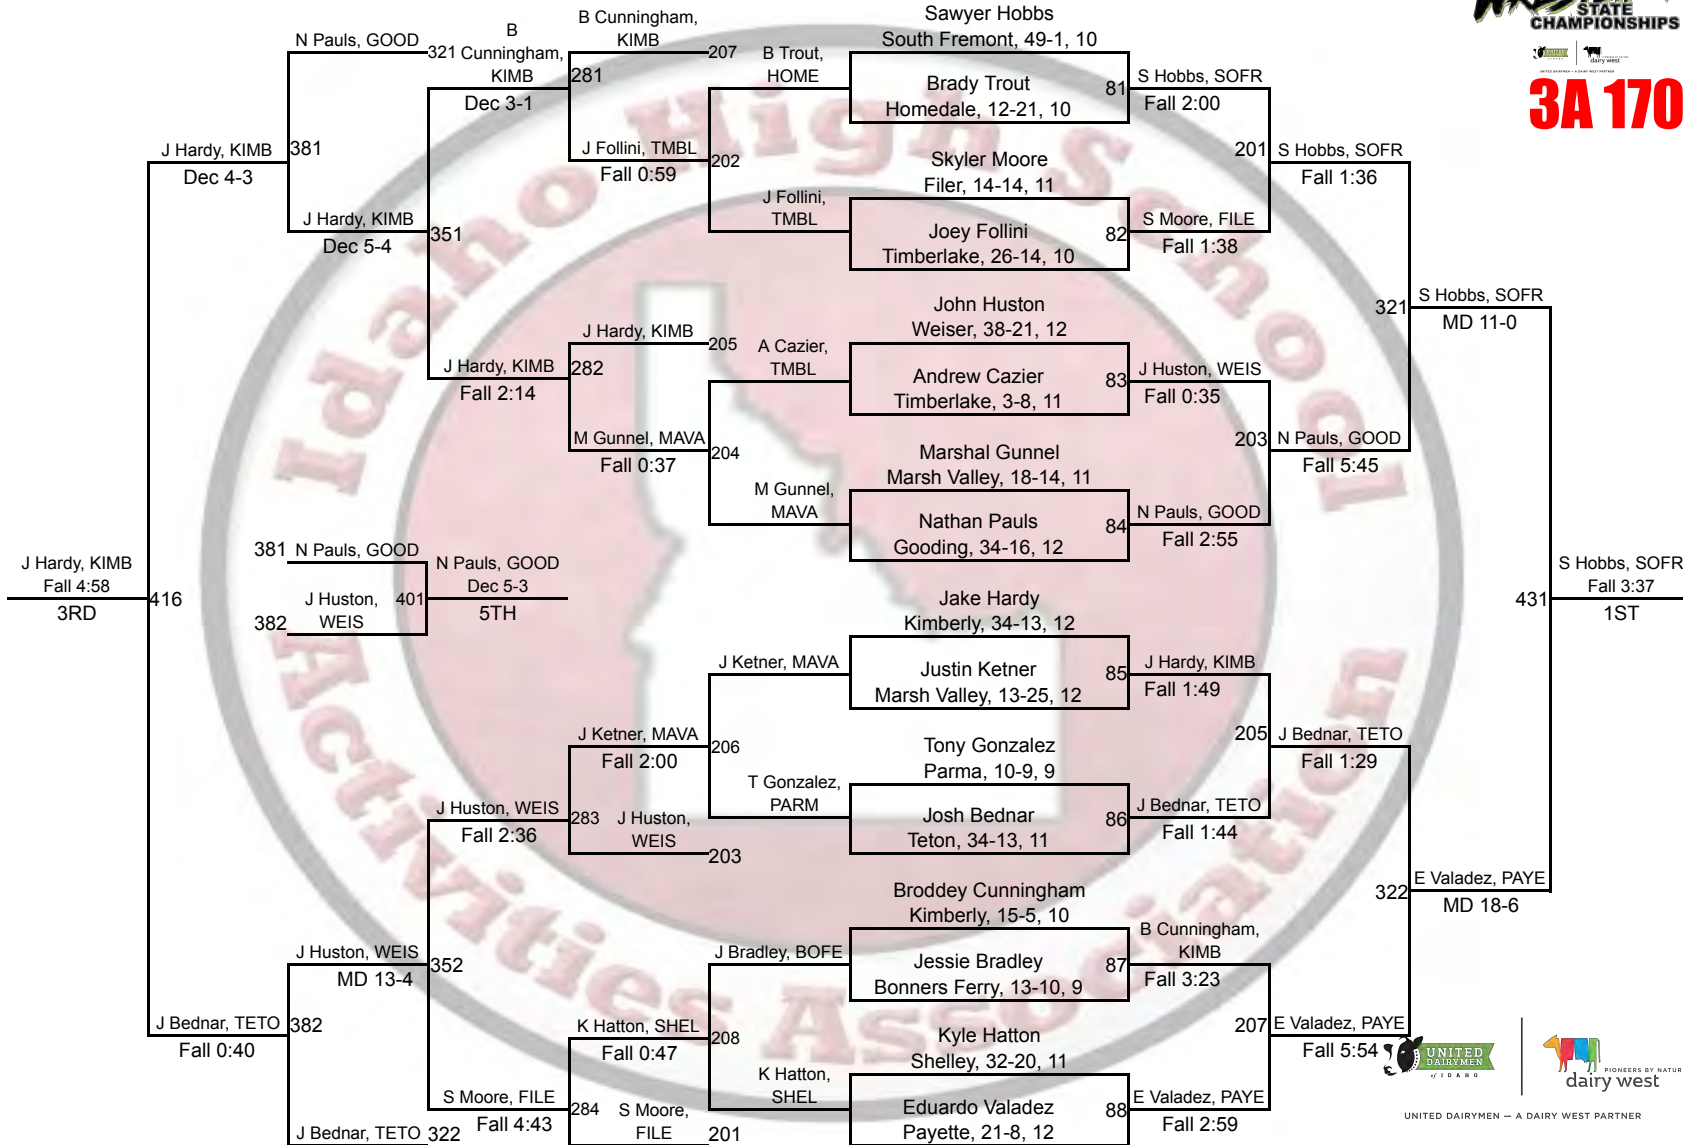 STATE
CHAMPIONSHIPS
dairy west
UNITED DAIRYMEN — A DAIRY WEST PARTNER
3A 170
Idaho High School
Activities Association
Sawyer Hobbs
South Fremont, 49-1, 10
Brady Trout
Homedale, 12-21, 10
81
Skyler Moore
Filer, 14-14, 11
Joey Follini
Timberlake, 26-14, 10
82
John Huston
Weiser, 38-21, 12
Andrew Cazier
Timberlake, 3-8, 11
83
Marshal Gunnel
Marsh Valley, 18-14, 11
Nathan Pauls
Gooding, 34-16, 12
84
Jake Hardy
Kimberly, 34-13, 12
Justin Ketner
Marsh Valley, 13-25, 12
85
Tony Gonzalez
Parma, 10-9, 9
Josh Bednar
Teton, 34-13, 11
86
Broddey Cunningham
Kimberly, 15-5, 10
Jessie Bradley
Bonners Ferry, 13-10, 9
87
Kyle Hatton
Shelley, 32-20, 11
Eduardo Valadez
Payette, 21-8, 12
88
S Hobbs, SOFR
Fall 2:00
S Moore, FILE
Fall 1:38
J Huston, WEIS
Fall 0:35
N Pauls, GOOD
Fall 2:55
J Hardy, KIMB
Fall 1:49
J Bednar, TETO
Fall 1:44
B Cunningham,
KIMB
Fall 3:23
E Valadez, PAYE
Fall 2:59
201
S Hobbs, SOFR
Fall 1:36
203
N Pauls, GOOD
Fall 5:45
205
J Bednar, TETO
Fall 1:29
207
E Valadez, PAYE
Fall 5:54
321
S Hobbs, SOFR
MD 11-0
322
E Valadez, PAYE
MD 18-6
431
S Hobbs, SOFR
Fall 3:37
1ST
B Trout,
HOME
J Follini,
TMBL
A Cazier,
TMBL
M Gunnel,
MAVA
J Ketner, MAVA
T Gonzalez,
PARM
J Bradley, BOFE
K Hatton,
SHEL
B Cunningham,
KIMB
207
J Follini, TMBL
Fall 0:59
202
J Hardy, KIMB
205
M Gunnel, MAVA
Fall 0:37
204
J Ketner, MAVA
Fall 2:00
206
J Huston,
WEIS
203
K Hatton, SHEL
Fall 0:47
208
S Moore,
FILE
201
B
Cunningham,
KIMB
Dec 3-1
281
J Hardy, KIMB
Fall 2:14
282
J Huston, WEIS
Fall 2:36
283
S Moore, FILE
Fall 4:43
284
N Pauls, GOOD
321
J Hardy, KIMB
Dec 5-4
351
J Huston, WEIS
MD 13-4
352
J Bednar, TETO
322
J Hardy, KIMB
Dec 4-3
381
J Bednar, TETO
Fall 0:40
382
J Hardy, KIMB
Fall 4:58
3RD
416
381
N Pauls, GOOD
382
J Huston,
WEIS
401
N Pauls, GOOD
Dec 5-3
5TH
UNITED
DAIRYMEN
of IDAHO
PIONEERS BY NATUR
dairy west
UNITED DAIRYMEN — A DAIRY WEST PARTNER